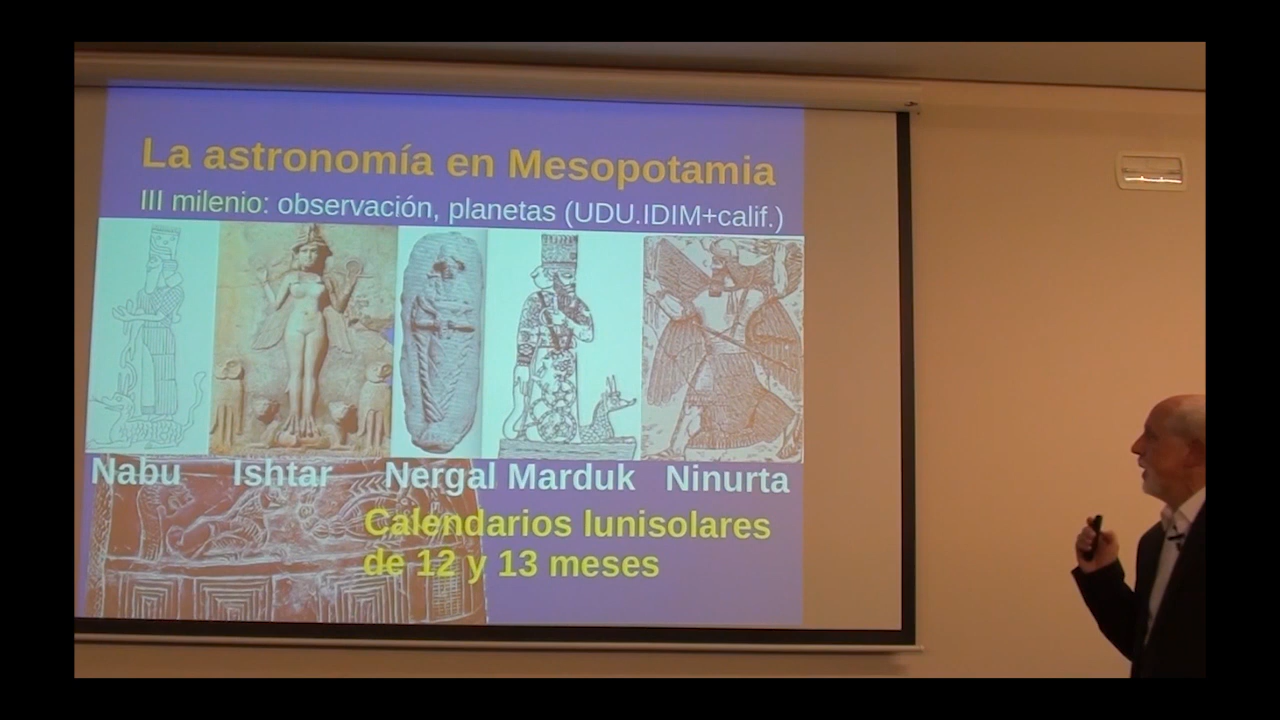 La astronomía en Mesopotamia
III milenio: observación, planetas (UDU.IDIM+calif.)
Nabu Ishtar Nergal Marduk Ninurta
Calendarios lunisolares
de 12 y 13 meses